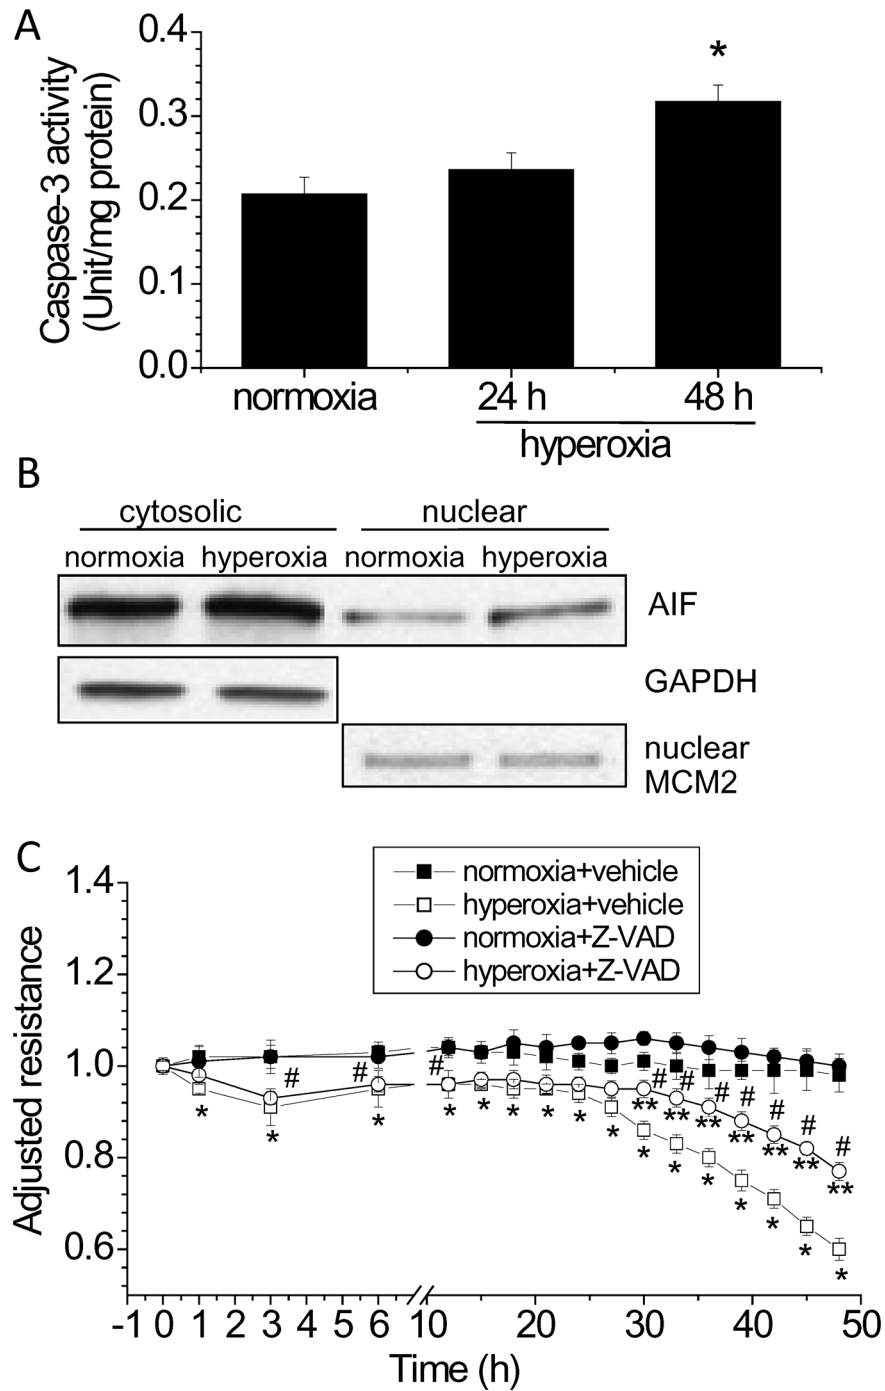 A
0.4
0.3
0.2
0.1
0.0
Caspase-3 activity
(Unit/mg protein)
*
normoxia
24 h
48 h
hyperoxia
B
cytosolic
nuclear
normoxia hyperoxia normoxia hyperoxia
AIF
GAPDH
nuclear
MCM2
C
normoxia+vehicle
hyperoxia+vehicle
normoxia+Z-VAD
hyperoxia+Z-VAD
1.4
1.2
1.0
0.8
0.6
Adjusted resistance
# # # # # # # # # #
* * * * * * * * * * * * * * *
** ** ** ** ** ** **
-1 0 1 2 3 4 5 6 10 20 30 40 50
Time (h)